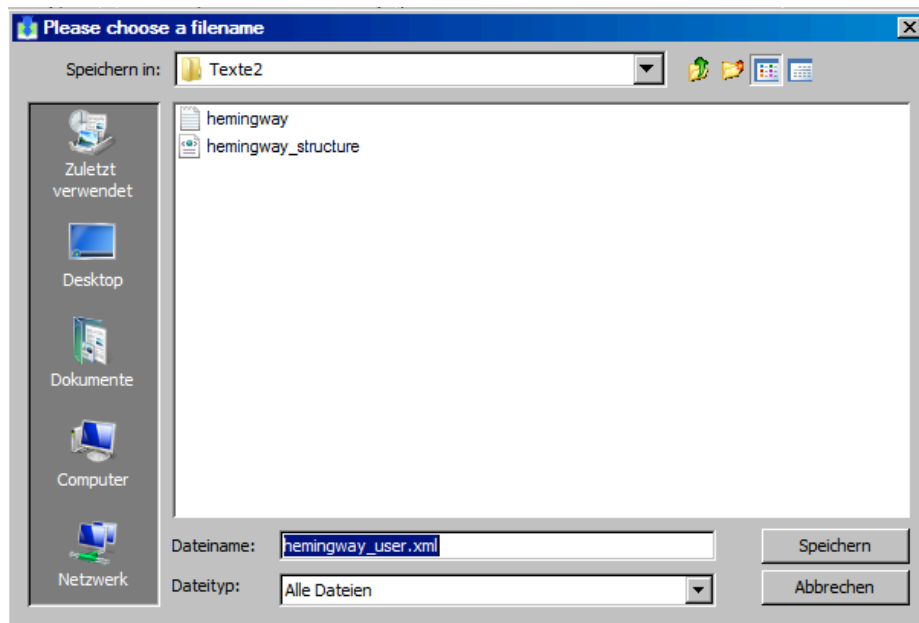 Please choose a filename
Speichern in:
Texte2
hemingway
hemingway_structure
Zuletzt
verwendet
Desktop
Dokumente
Computer
Netzwerk
Dateiname:
hemingway_user.xml
Speichern
Dateityp:
Alle Dateien
Abbrechen